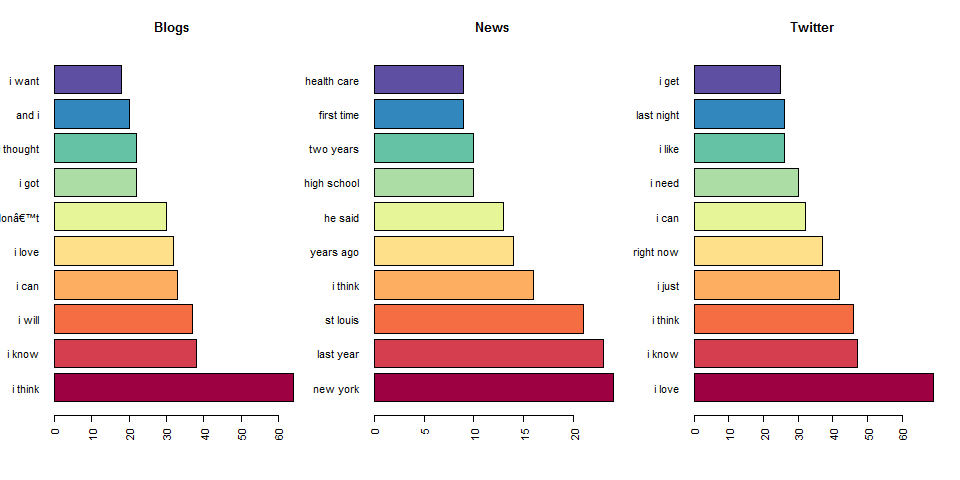 Blogs
i want
and i
thought
i got
donâ€™t
i love
i can
i will
i know
i think
0
10
20
30
40
50
60
News
health care
first time
two years
high school
he said
years ago
i think
st louis
last year
new york
0
5
10
15
20
Twitter
i get
last night
i like
i need
i can
right now
i just
i think
i know
i love
0
10
20
30
40
50
60